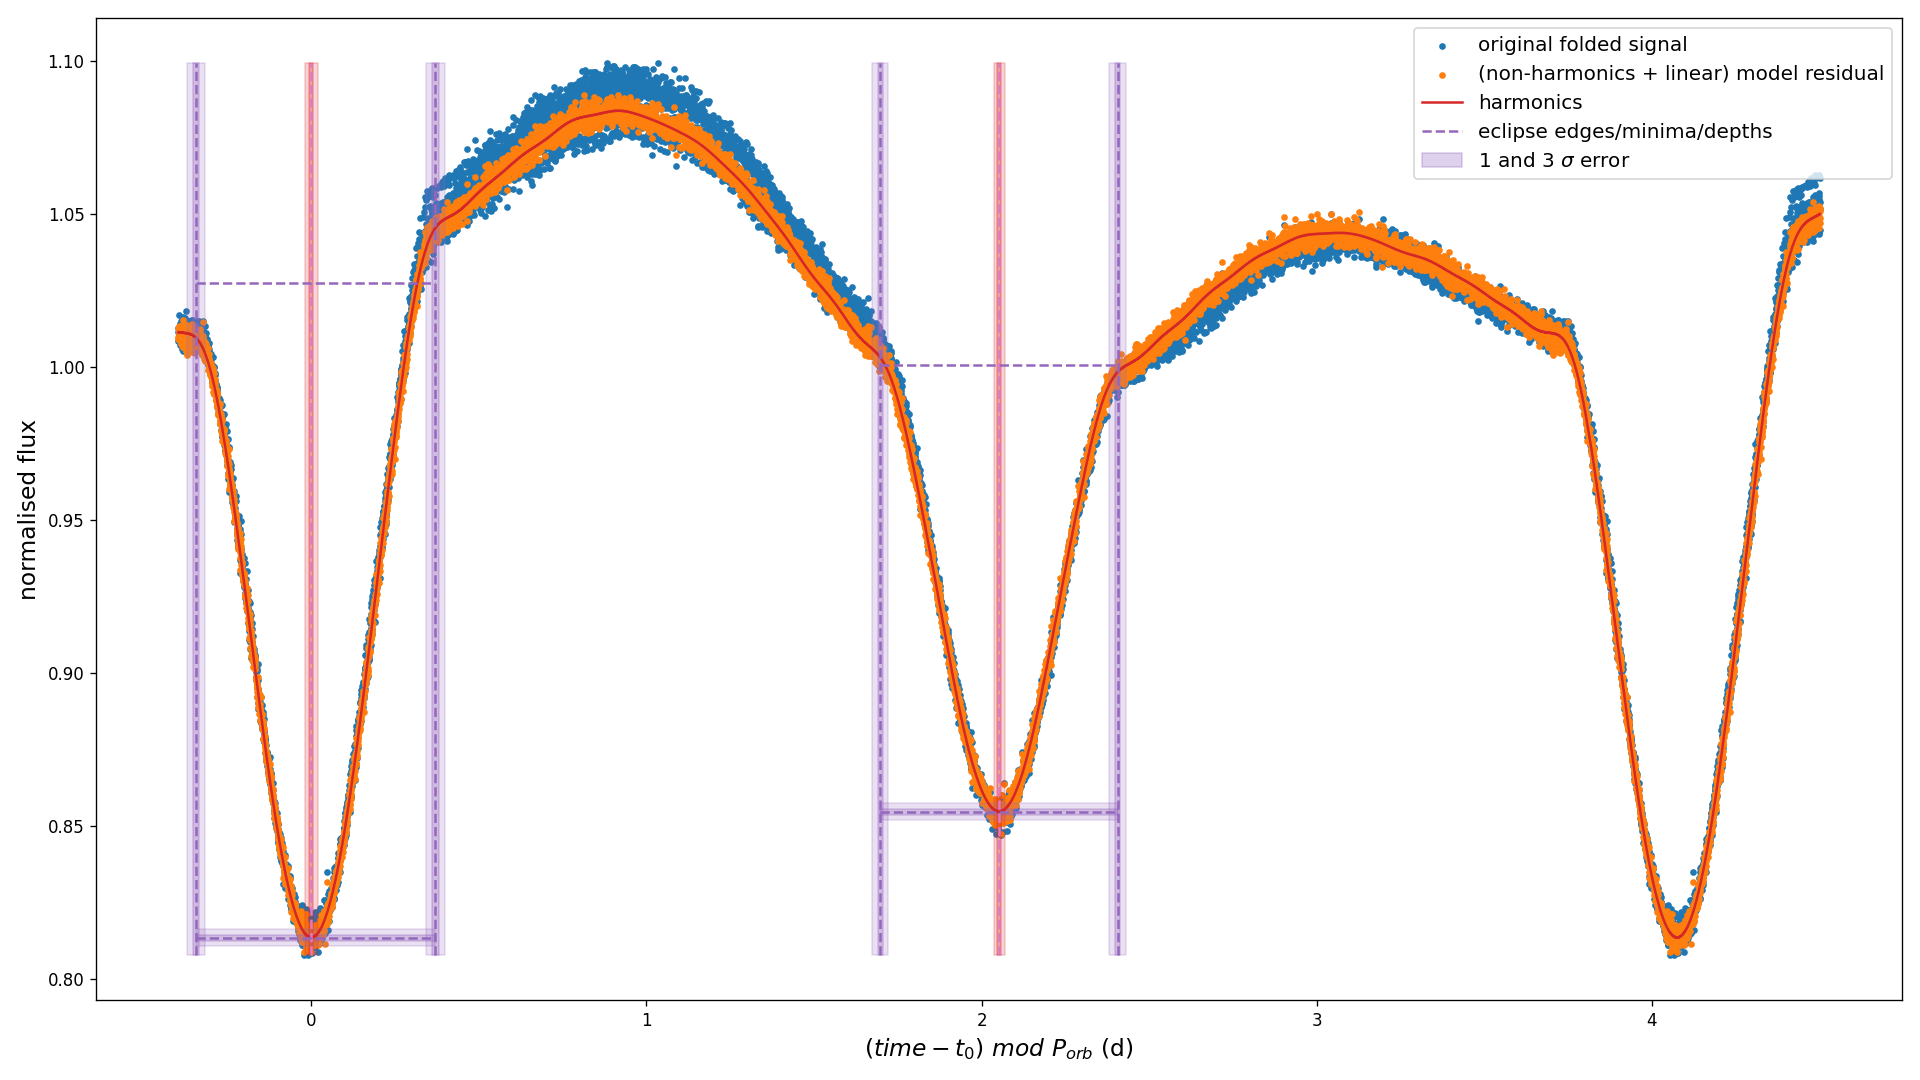 original folded signal
(non-harmonics + linear) model residual
harmonics
eclipse edges/minima/depths
1 and 3 σ error
normalised flux
1.10
1.05
1.00
0.95
0.90
0.85
0.80
0 1 2 3 4
(time − t₀) mod Pₒᵣb (d)